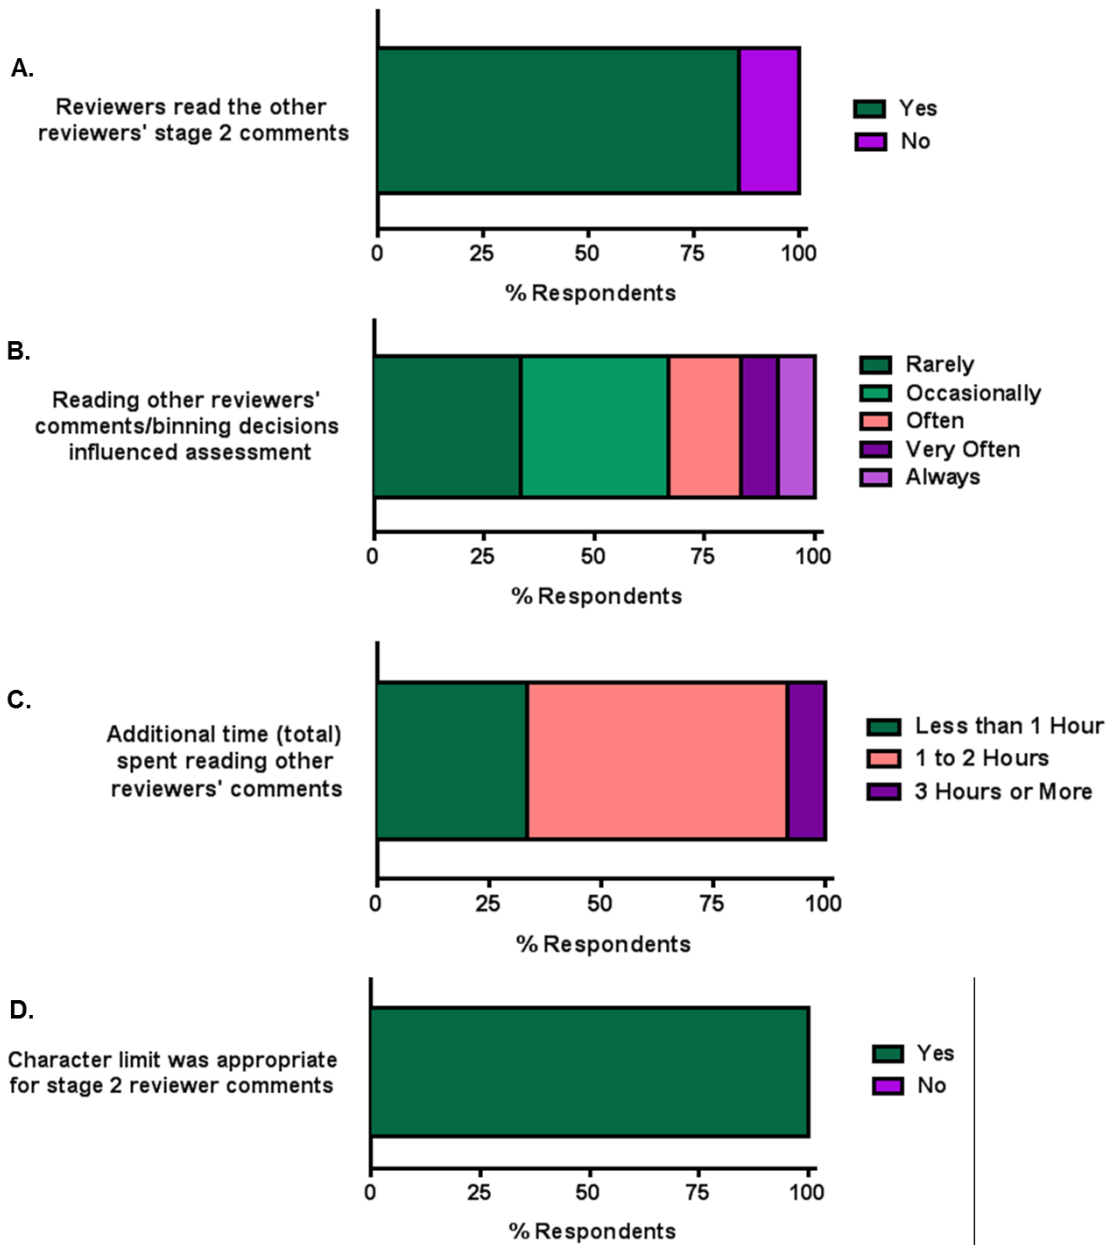 A.
Reviewers read the other
reviewers' stage 2 comments
Yes
No
0 25 50 75 100
% Respondents
B.
Reading other reviewers'
comments/binning decisions
influenced assessment
Rarely
Occasionally
Often
Very Often
Always
0 25 50 75 100
% Respondents
C.
Additional time (total)
spent reading other
reviewers' comments
Less than 1 Hour
1 to 2 Hours
3 Hours or More
0 25 50 75 100
% Respondents
D.
Character limit was appropriate
for stage 2 reviewer comments
Yes
No
0 25 50 75 100
% Respondents